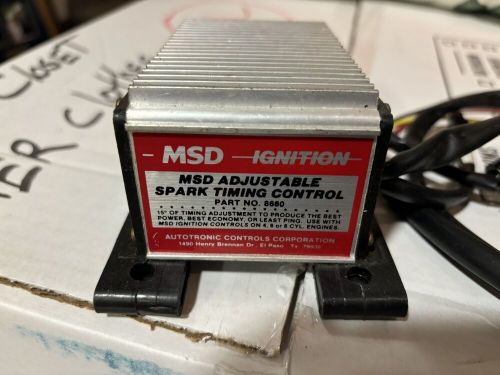 CLOSET
MSD IGNITION
MSD ADJUSTABLE
SPARK TIMING CONTROL
PART NO. 8680
15° OF TIMING ADJUSTMENT TO PRODUCE THE BEST
POWER, BEST ECONOMY, OR LEAST PING. USE WITH
MSD IGNITION CONTROLS ON 4, 6 or 8 CYL. ENGINES.
AUTOTRONIC CONTROLS CORPORATION
1490 Henry Brennan Dr. El Paso Tx 79936